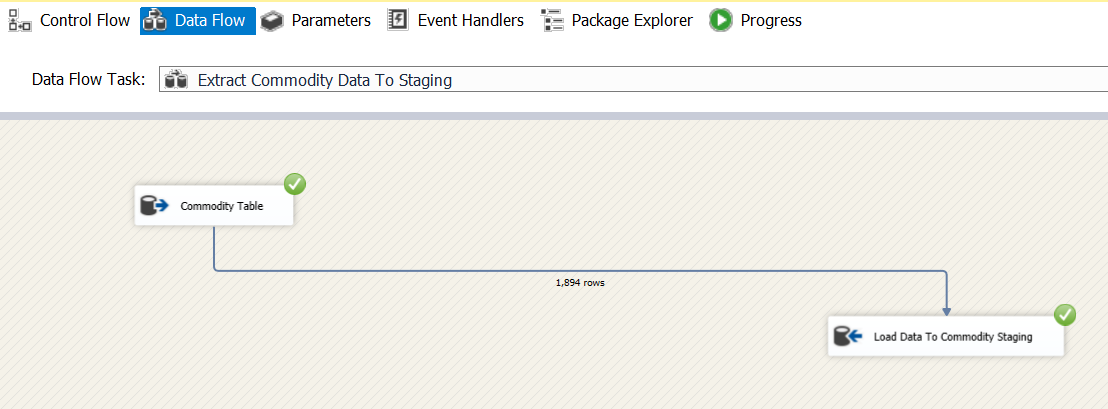 Control Flow Data Flow Parameters Event Handlers Package Explorer Progress
Data Flow Task: Extract Commodity Data To Staging
Commodity Table
1,894 rows
Load Data To Commodity Staging